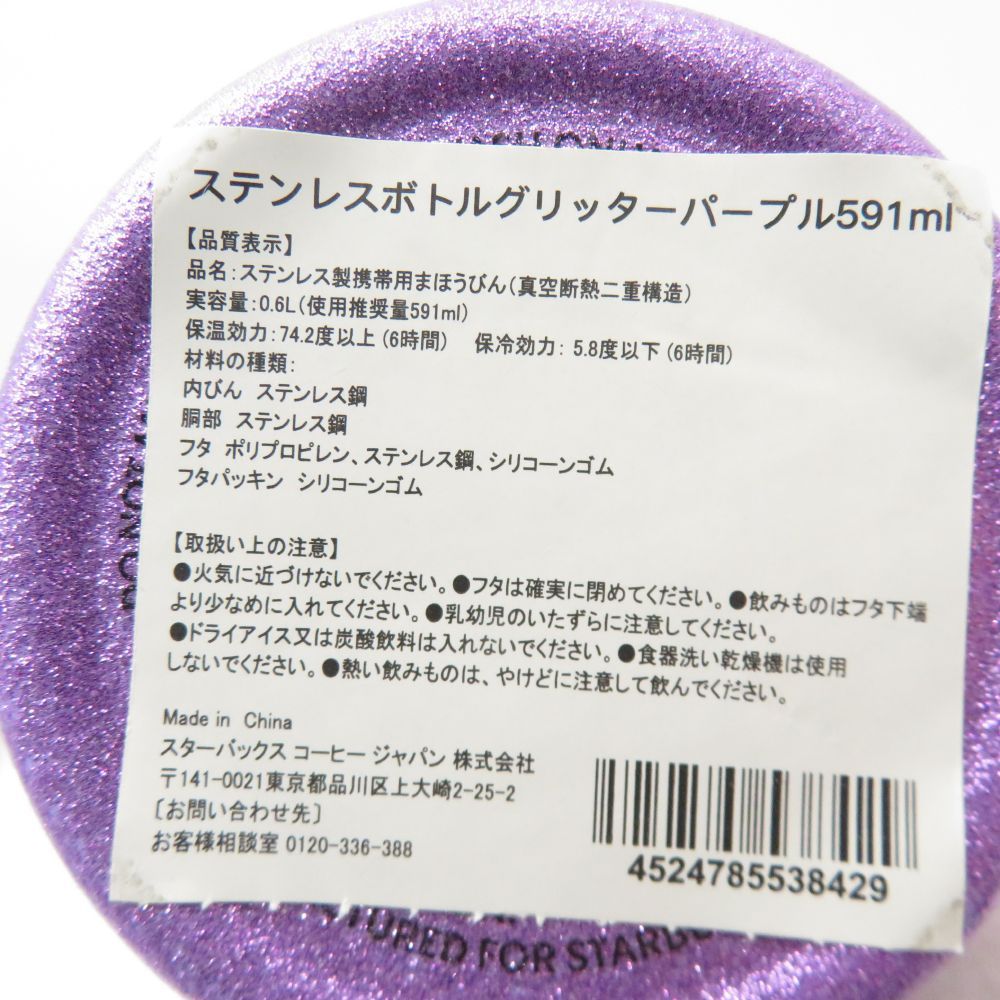 ステンレスボトルグリッターパープル591ml
【品質表示】
品名：ステンレス製携帯用まほうびん（真空断熱二重構造）
実容量：0.6L（使用推奨量591ml）
保温効力：74.2度以上（6時間）　保冷効力：5.8度以下（6時間）
材料の種類：
内びん　ステンレス鋼
胴部　ステンレス鋼
フタ　ポリプロピレン、ステンレス鋼、シリコーンゴム
フタパッキン　シリコーンゴム
【取扱い上の注意】
●火気に近づけないでください。●フタは確実に閉めてください。●飲みものはフタ下端
より少なめに入れてください。●乳幼児のいたずらに注意してください。
●ドライアイス又は炭酸飲料は入れないでください。●食器洗い乾燥機は使用
しないでください。●熱い飲みものは、やけどに注意して飲んでください。
Made in China
スターバックス コーヒー ジャパン 株式会社
〒141-0021東京都品川区上大崎2-25-2
［お問い合わせ先］
お客様相談室 0120-336-388
4524785538429
FOR